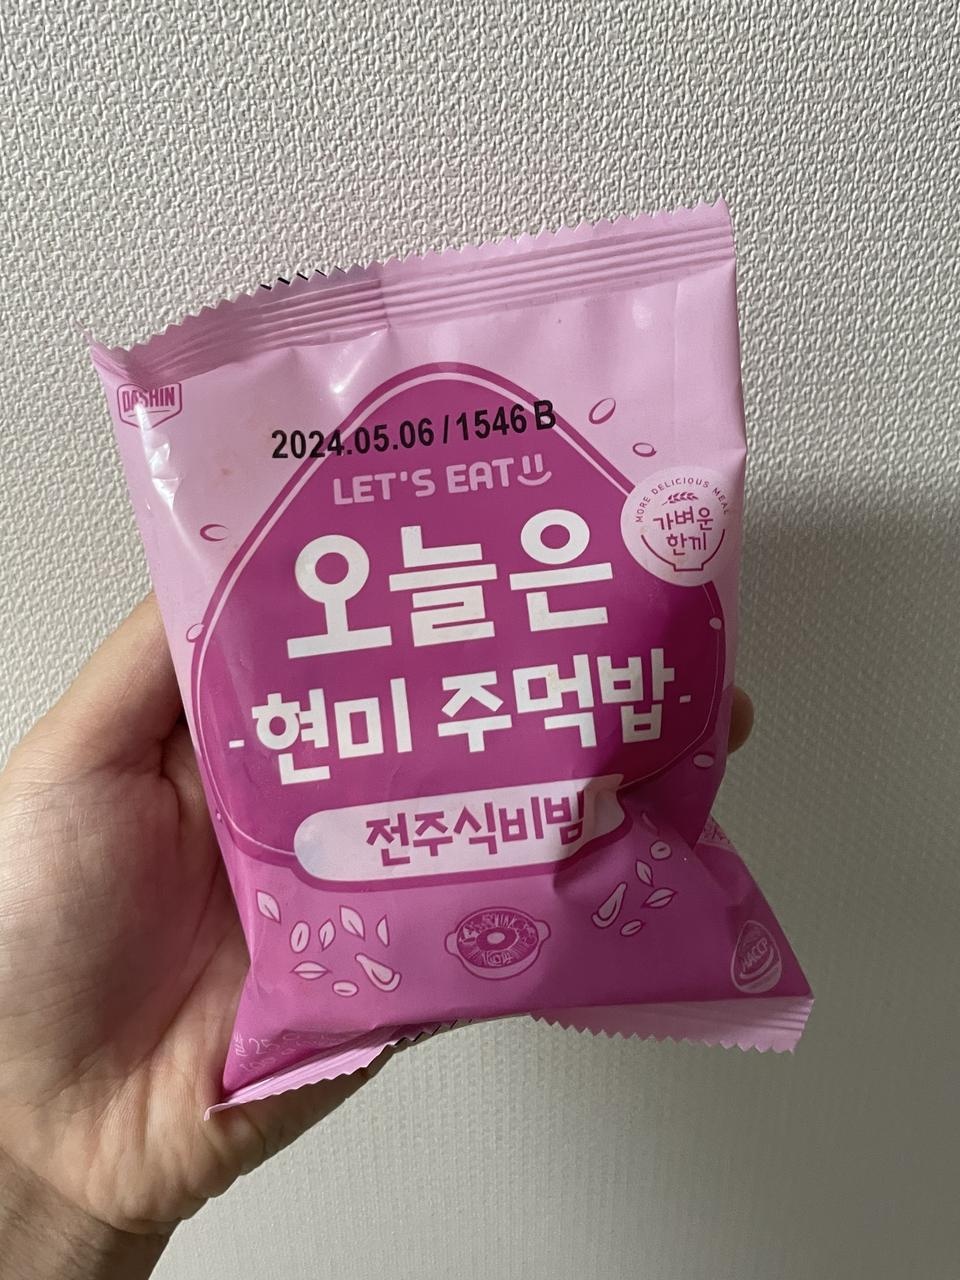 DASHIN
2024.05.06/1546 B
LET'S EAT
MORE DELICIOUS MEAL
가벼운
한끼
오늘은
-현미 주먹밥-
전주식비빔
HACCP